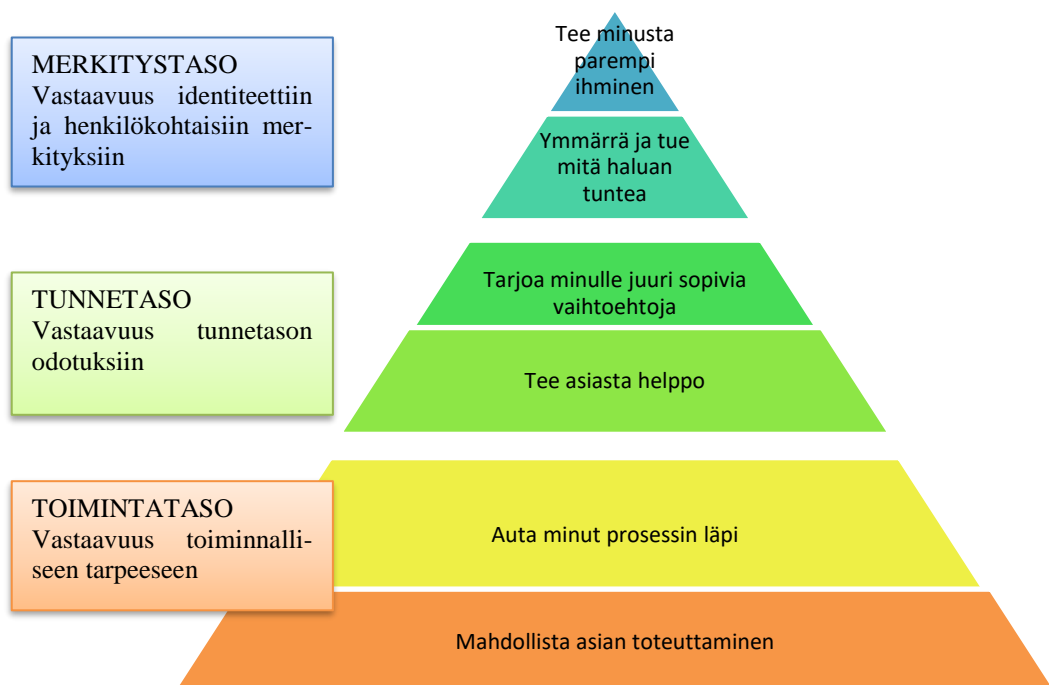 Tee minusta
parempi
ihminen
MERKITYSTASO
Vastaavuus identiteettiin
ja henkilökohtaisiin mer-
kityksiin
Ymmärrä ja tue
mitä haluan
tuntea
Tarjoa minulle juuri sopivia
vaihtoehtoja
TUNNETASO
Vastaavuus tunnetason
odotuksiin
Tee asiasta helppo
TOIMINTATASO
Vastaavuus toiminnalli-
seen tarpeeseen
Auta minut prosessin läpi
Mahdollista asian toteuttaminen